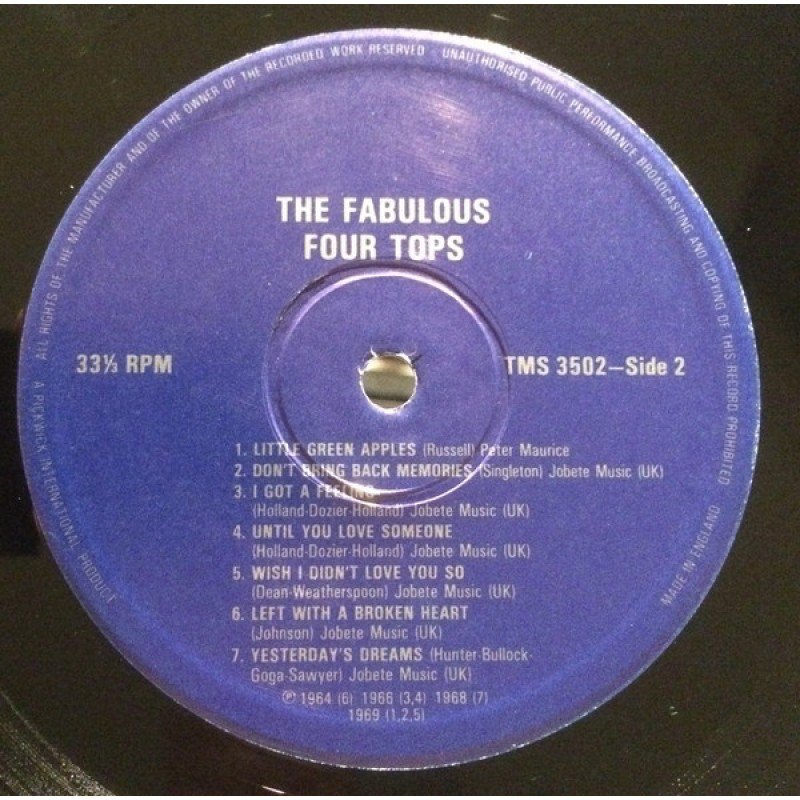 ALL RIGHTS OF THE MANUFACTURER AND OF THE OWNER OF THE RECORDED WORK RESERVED · UNAUTHORISED PUBLIC PERFORMANCE BROADCASTING AND COPYING OF THIS RECORD PROHIBITED
THE FABULOUS
FOUR TOPS
33⅓ RPM
TMS 3502–Side 2
1. LITTLE GREEN APPLES (Russell) Peter Maurice
2. DON'T BRING BACK MEMORIES (Singleton) Jobete Music (UK)
3. I GOT A FEELING
(Holland-Dozier-Holland) Jobete Music (UK)
4. UNTIL YOU LOVE SOMEONE
(Holland-Dozier-Holland) Jobete Music (UK)
5. WISH I DIDN'T LOVE YOU SO
(Dean-Weatherspoon) Jobete Music (UK)
6. LEFT WITH A BROKEN HEART
(Johnson) Jobete Music (UK)
7. YESTERDAY'S DREAMS (Hunter-Bullock-
Goga-Sawyer) Jobete Music (UK)
℗ 1964 (6) 1966 (3,4) 1968 (7)
1969 (1,2,5)
A PICKWICK INTERNATIONAL PRODUCT
MADE IN ENGLAND